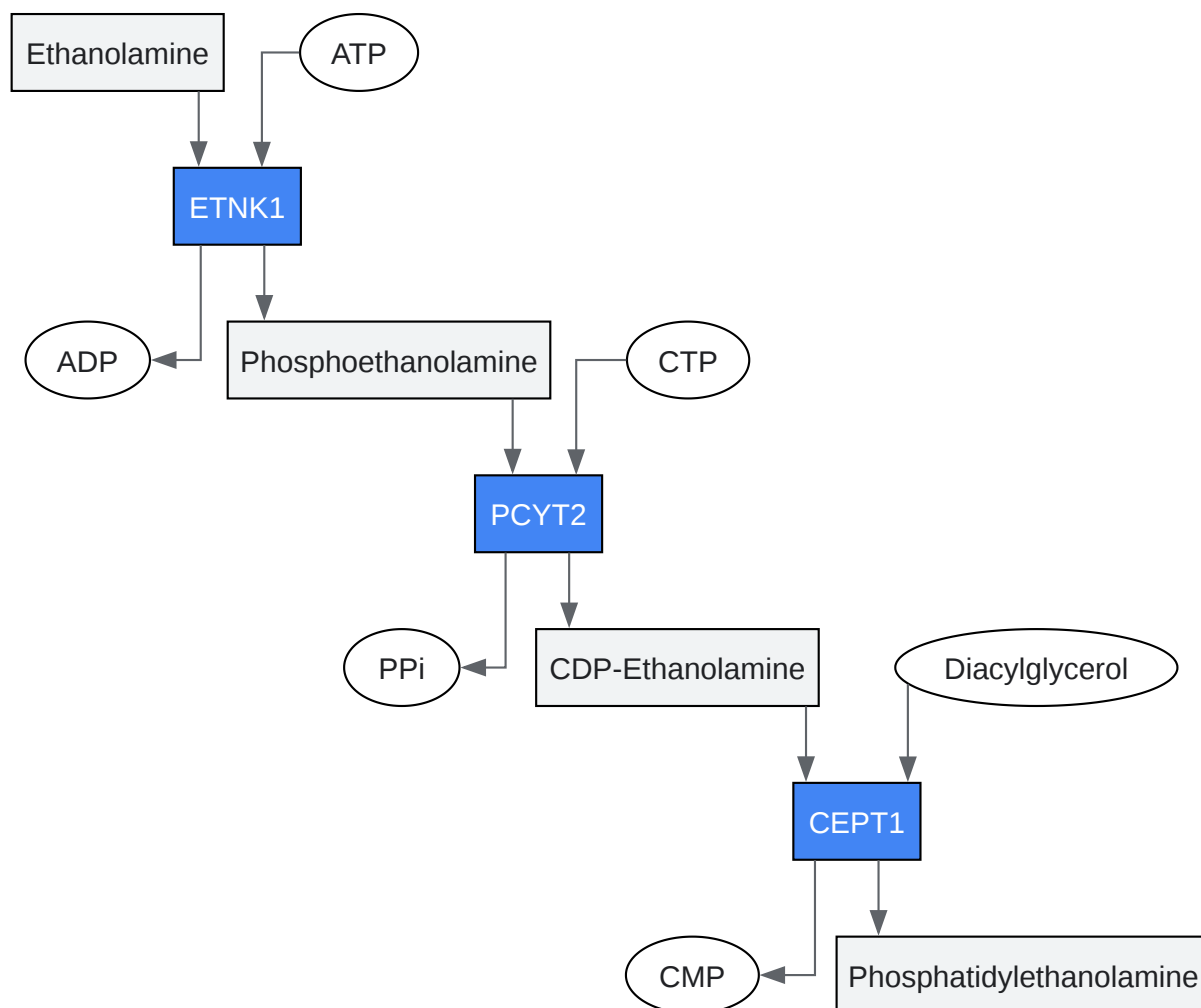 Ethanolamine
ATP
ETNK1
ADP
Phosphoethanolamine
CTP
PCYT2
PPi
CDP-Ethanolamine
Diacylglycerol
CEPT1
CMP
Phosphatidylethanolamine